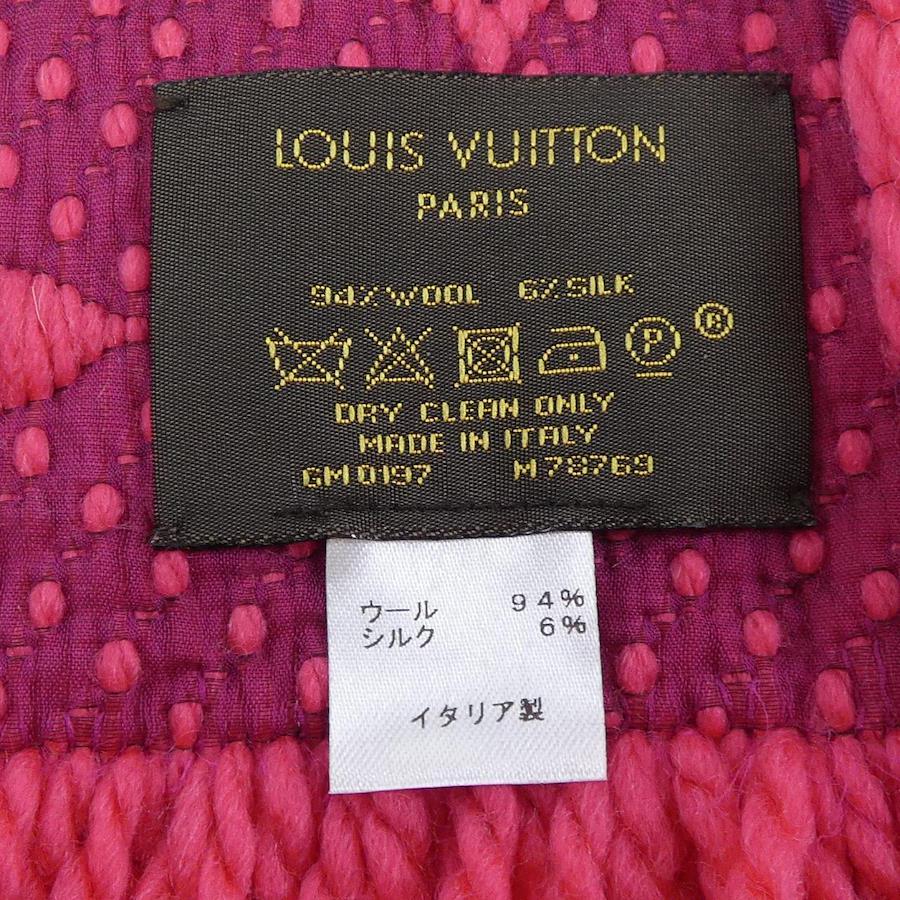 LOUIS VUITTON
PARIS
94% WOOL 6% SILK
P ®
DRY CLEAN ONLY
MADE IN ITALY
GM0197 M78769
ウール 94%
シルク 6%
イタリア製